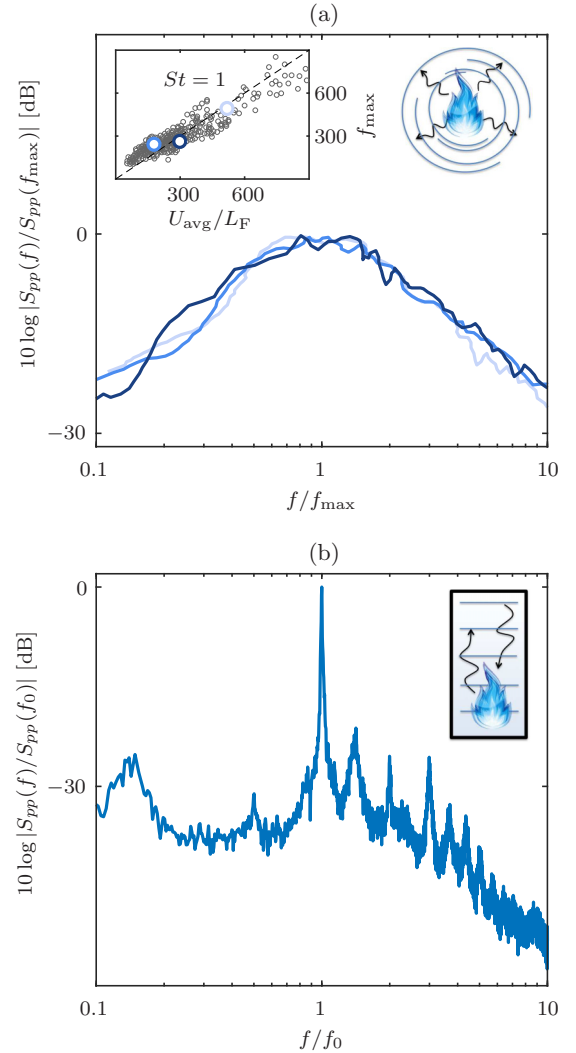 (a)
St = 1
600
300
f_max
300
600
U_avg/L_F
10 log |S_pp(f)/S_pp(f_max)| [dB]
0
−30
0.1
1
10
f/f_max
(b)
10 log |S_pp(f)/S_pp(f_0)| [dB]
0
−30
0.1
1
10
f/f_0